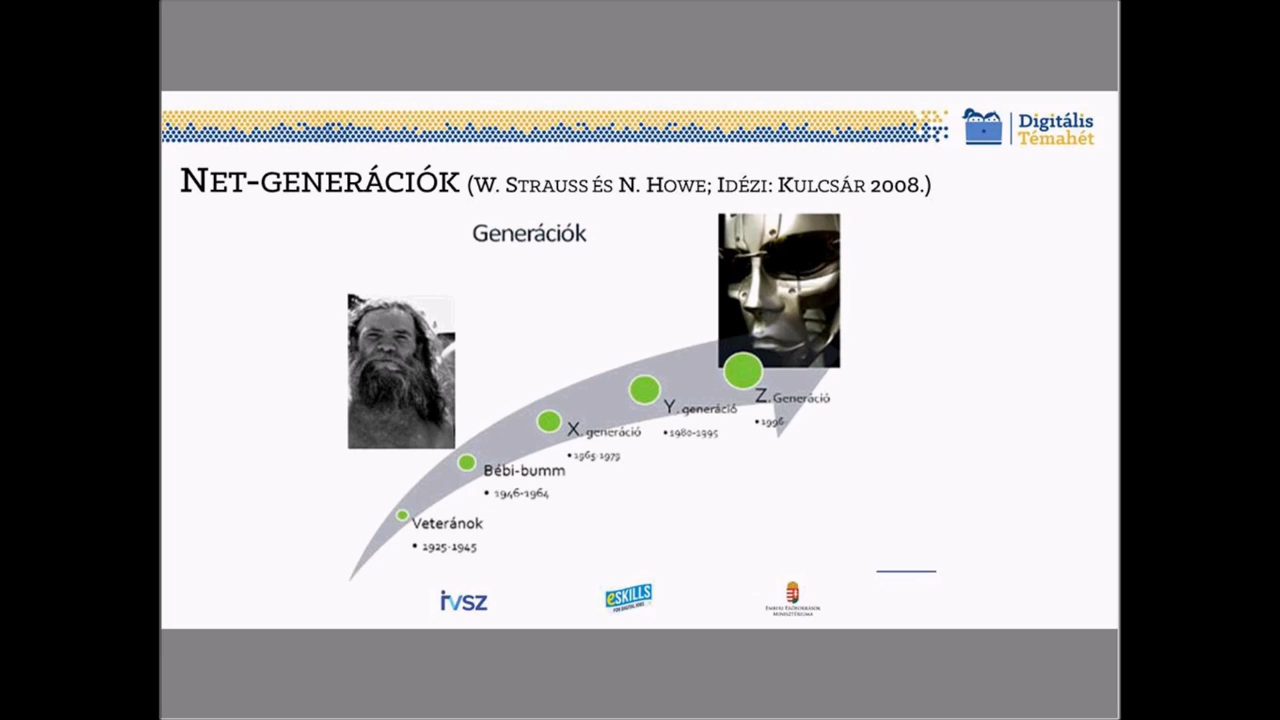 Digitális
Témahét
NET-GENERÁCIÓK (W. STRAUSS ÉS N. HOWE; IDÉZI: KULCSÁR 2008.)
Generációk
Z. Generáció
• 1996
Y. generáció
• 1980-1995
X. generáció
• 1965-1979
Bébi-bumm
• 1946-1964
Veteránok
• 1925-1945
IVSZ
eSKILLS
FOR DIGITAL JOBS
EMBERI ERŐFORRÁSOK
MINISZTÉRIUMA